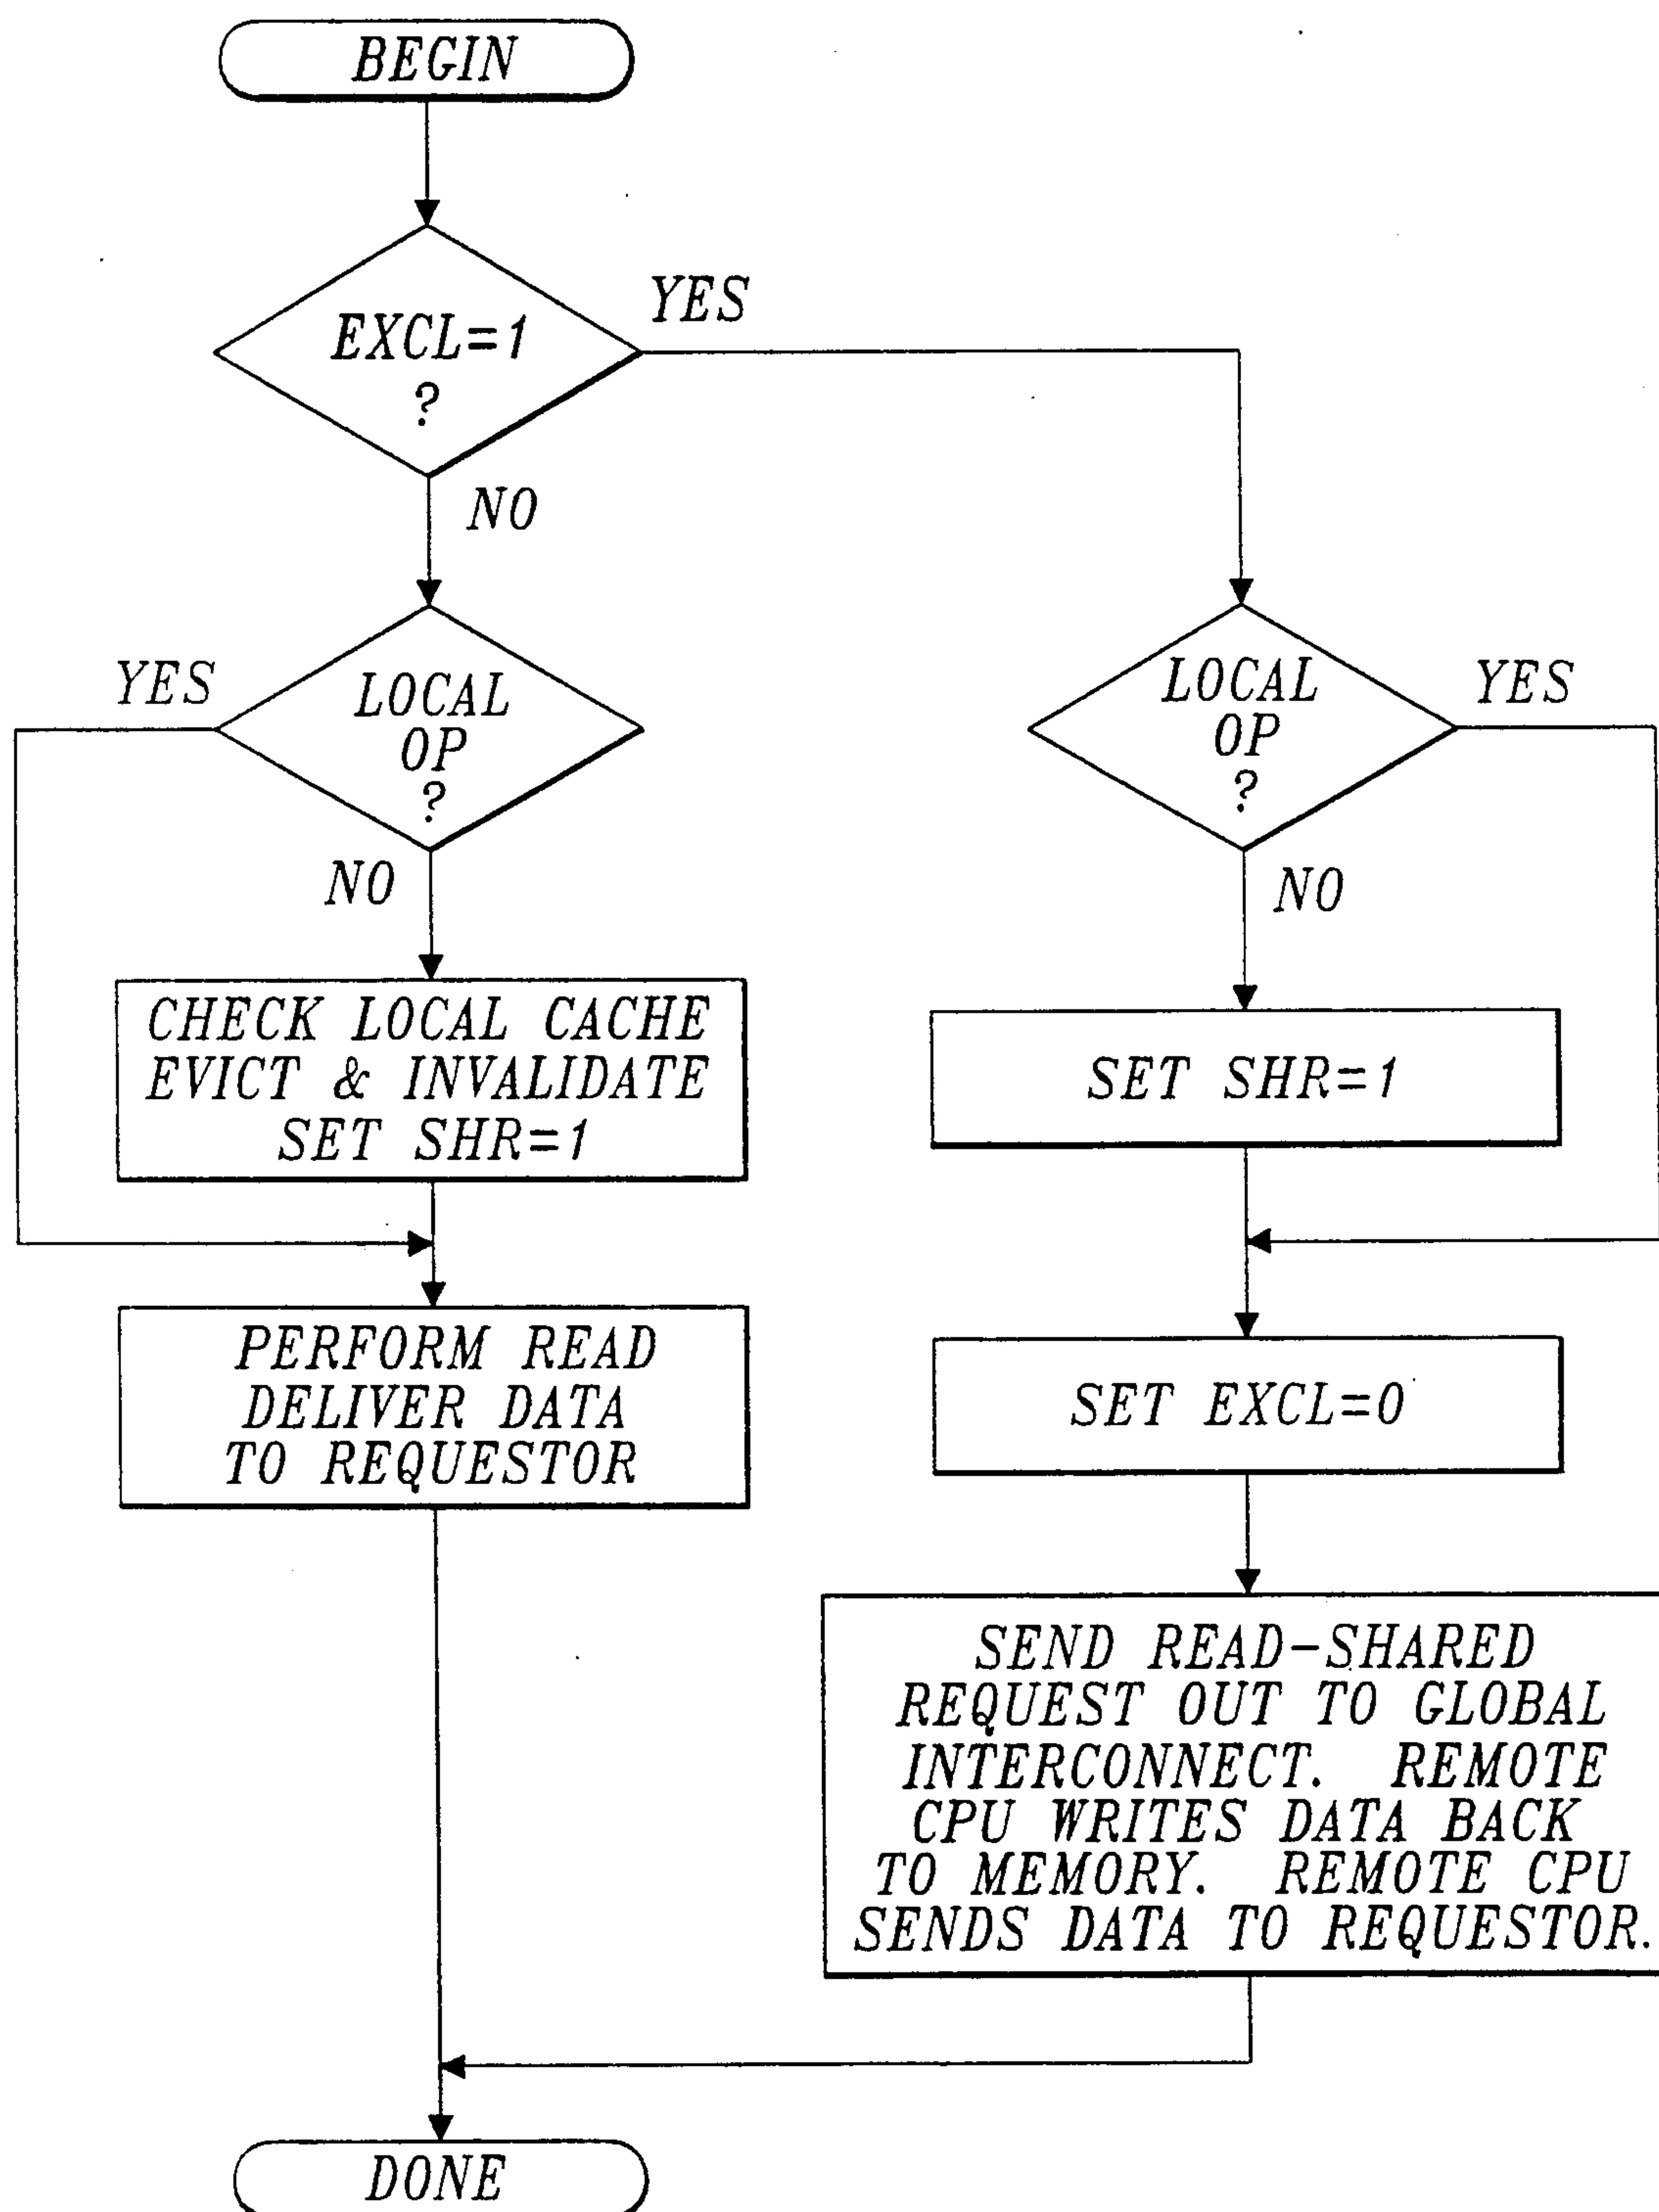 BEGIN
EXCL=1
?
YES
NO
YES
LOCAL
OP
?
NO
LOCAL
OP
?
YES
NO
CHECK LOCAL CACHE
EVICT & INVALIDATE
SET SHR=1
SET SHR=1
PERFORM READ
DELIVER DATA
TO REQUESTOR
SET EXCL=0
SEND READ-SHARED
REQUEST OUT TO GLOBAL
INTERCONNECT. REMOTE
CPU WRITES DATA BACK
TO MEMORY. REMOTE CPU
SENDS DATA TO REQUESTOR.
DONE